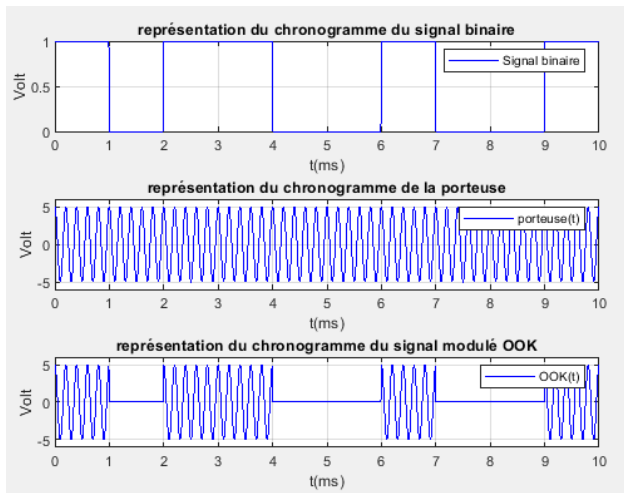 représentation du chronogramme du signal binaire
1
0.5
0
Volt
Signal binaire
0 1 2 3 4 5 6 7 8 9 10
t(ms)
représentation du chronogramme de la porteuse
5
0
-5
Volt
porteuse(t)
0 1 2 3 4 5 6 7 8 9 10
t(ms)
représentation du chronogramme du signal modulé OOK
5
0
-5
Volt
OOK(t)
0 1 2 3 4 5 6 7 8 9 10
t(ms)